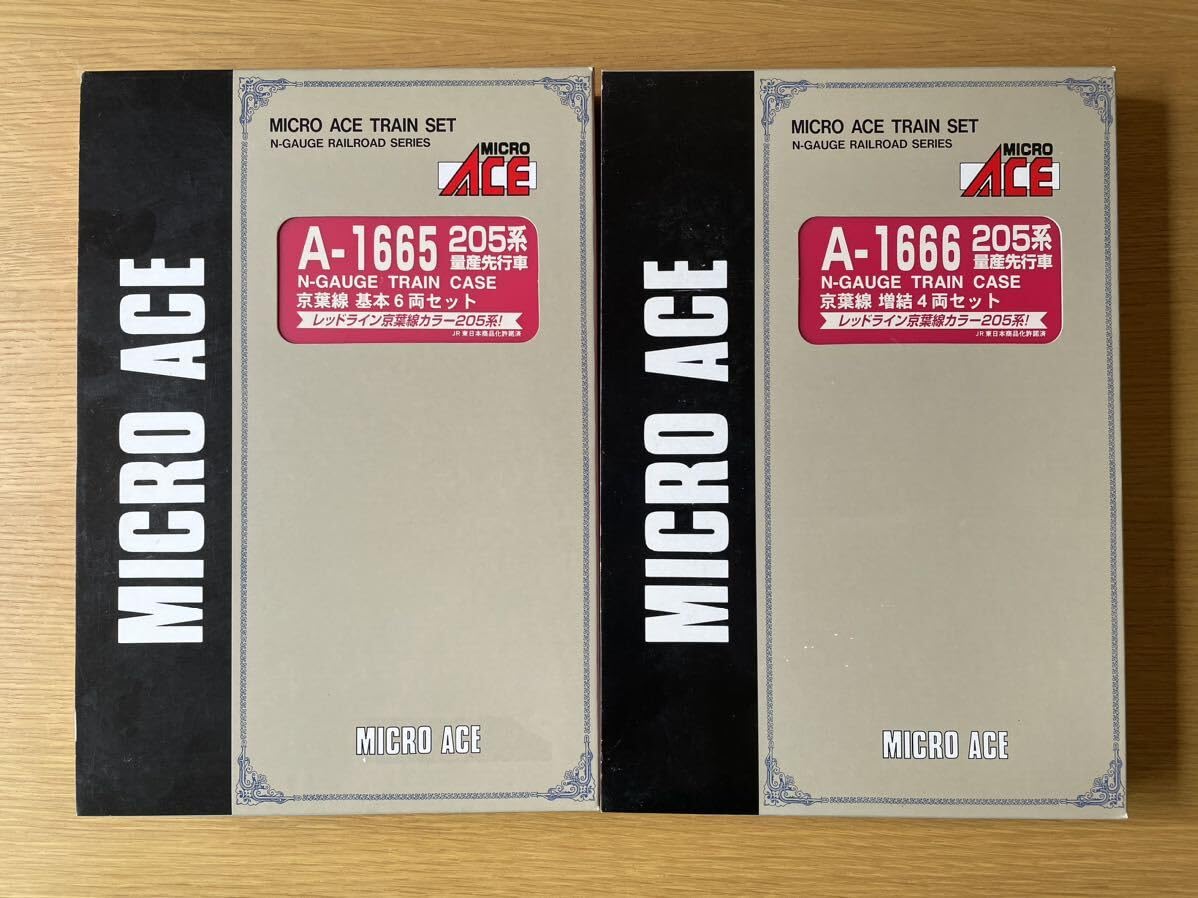 MICRO ACE
MICRO ACE TRAIN SET
N-GAUGE RAILROAD SERIES
MICRO
ACE
A-1665 205系
量産先行車
N-GAUGE TRAIN CASE
京葉線 基本6両セット
レッドライン京葉線カラー205系!
JR東日本商品化許諾済
MICRO ACE
MICRO ACE
MICRO ACE TRAIN SET
N-GAUGE RAILROAD SERIES
MICRO
ACE
A-1666 205系
量産先行車
N-GAUGE TRAIN CASE
京葉線 増結4両セット
レッドライン京葉線カラー205系!
JR東日本商品化許諾済
MICRO ACE